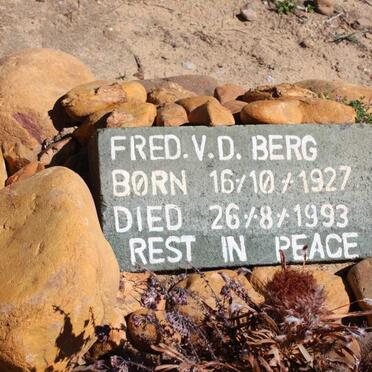 FRED.V.D. BERG
BORN 16/10/1927
DIED 26/8/1993
REST IN PEACE